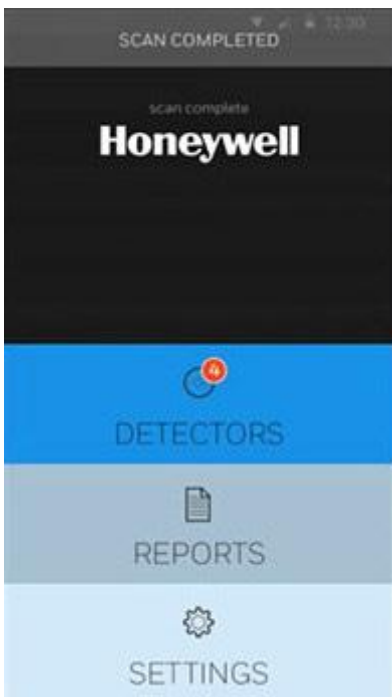 12:30
SCAN COMPLETED
scan complete
Honeywell
4
DETECTORS
REPORTS
SETTINGS